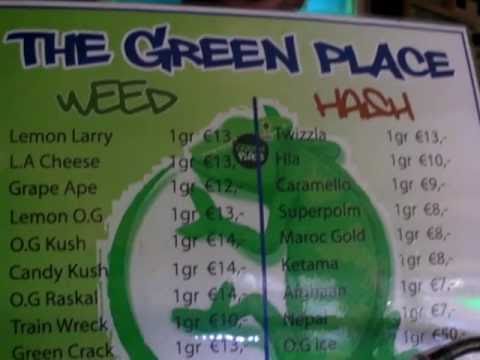 THE GREEN PLACE
WEED
Lemon Larry 1gr €13,-
L.A Cheese 1gr €13,-
Grape Ape 1gr €12,-
Lemon O.G 1gr €13,-
O.G Kush 1gr €14,-
Candy Kush 1gr €14,-
O.G Raskal 1gr €14,-
Train Wreck 1gr €10,-
Green Crack 1gr €13,-
HASH
Twizzla 1gr €13,-
Hia 1gr €10,-
Caramello 1gr €9,-
Superpolm 1gr €8,-
Maroc Gold 1gr €8,-
Ketama 1gr €8,-
Afghaan 1gr €7,-
Nepal 1gr €7,-
O.G Ice 1gr €50,-